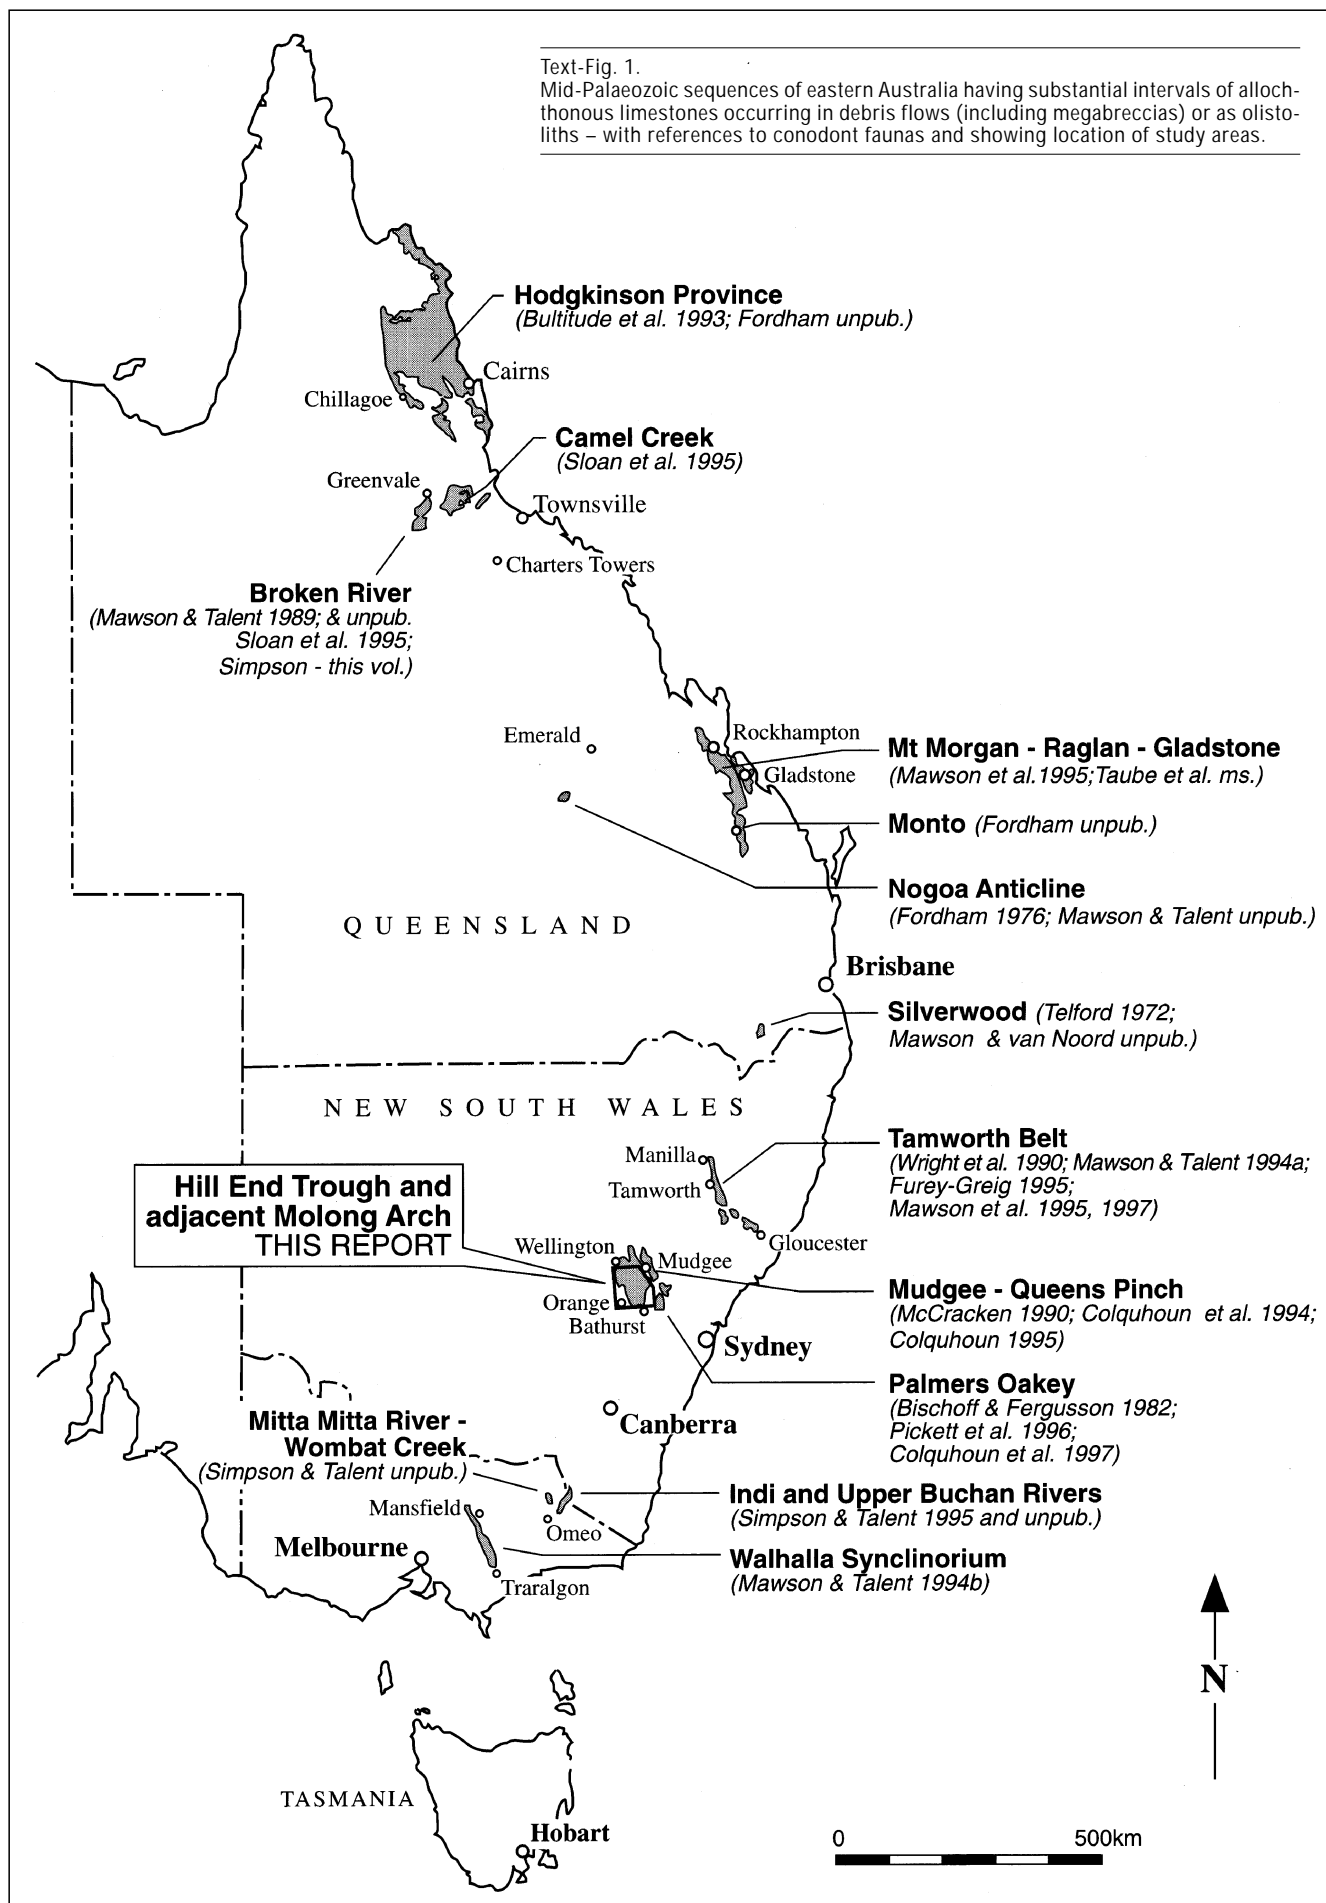 Text-Fig. 1.
Mid-Palaeozoic sequences of eastern Australia having substantial intervals of alloch-
thonous limestones occurring in debris flows (including megabreccias) or as olisto-
liths – with references to conodont faunas and showing location of study areas.
Hodgkinson Province
(Bultitude et al. 1993; Fordham unpub.)
Cairns
Chillagoe
Camel Creek
(Sloan et al. 1995)
Greenvale
Townsville
Charters Towers
Broken River
(Mawson & Talent 1989; & unpub.
Sloan et al. 1995;
Simpson - this vol.)
Emerald
Rockhampton
Mt Morgan - Raglan - Gladstone
(Mawson et al.1995;Taube et al. ms.)
Gladstone
Monto (Fordham unpub.)
Nogoa Anticline
(Fordham 1976; Mawson & Talent unpub.)
QUEENSLAND
Brisbane
Silverwood (Telford 1972;
Mawson & van Noord unpub.)
NEW SOUTH WALES
Manilla
Tamworth
Tamworth Belt
(Wright et al. 1990; Mawson & Talent 1994a;
Furey-Greig 1995;
Mawson et al. 1995, 1997)
Hill End Trough and
adjacent Molong Arch
THIS REPORT
Gloucester
Wellington
Mudgee
Orange
Bathurst
Mudgee - Queens Pinch
(McCracken 1990; Colquhoun et al. 1994;
Colquhoun 1995)
Sydney
Palmers Oakey
(Bischoff & Fergusson 1982;
Pickett et al. 1996;
Colquhoun et al. 1997)
Canberra
Mitta Mitta River -
Wombat Creek
(Simpson & Talent unpub.)
Indi and Upper Buchan Rivers
(Simpson & Talent 1995 and unpub.)
Mansfield
Omeo
Melbourne
Walhalla Synclinorium
(Mawson & Talent 1994b)
Traralgon
N
TASMANIA
Hobart
0 500km